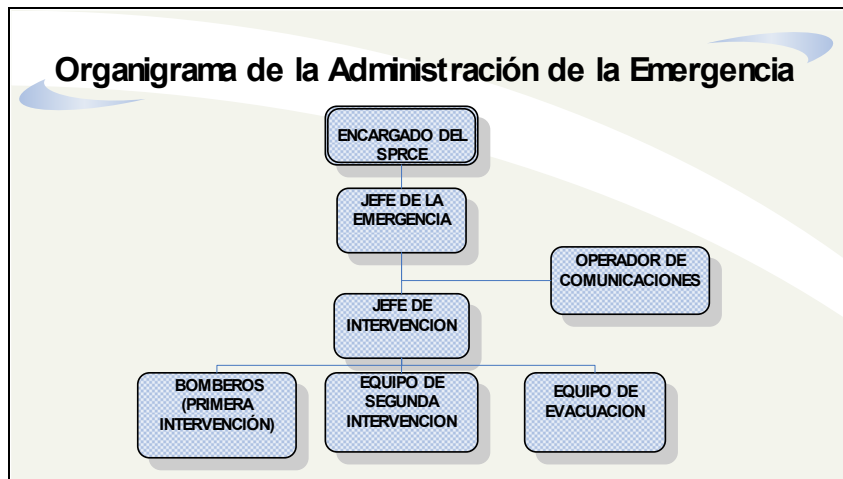 Organigrama de la Administración de la Emergencia
ENCARGADO DEL
SPRCE
JEFE DE LA
EMERGENCIA
OPERADOR DE
COMUNICACIONES
JEFE DE
INTERVENCION
BOMBEROS
(PRIMERA
INTERVENCIÓN)
EQUIPO DE
SEGUNDA
INTERVENCION
EQUIPO DE
EVACUACION